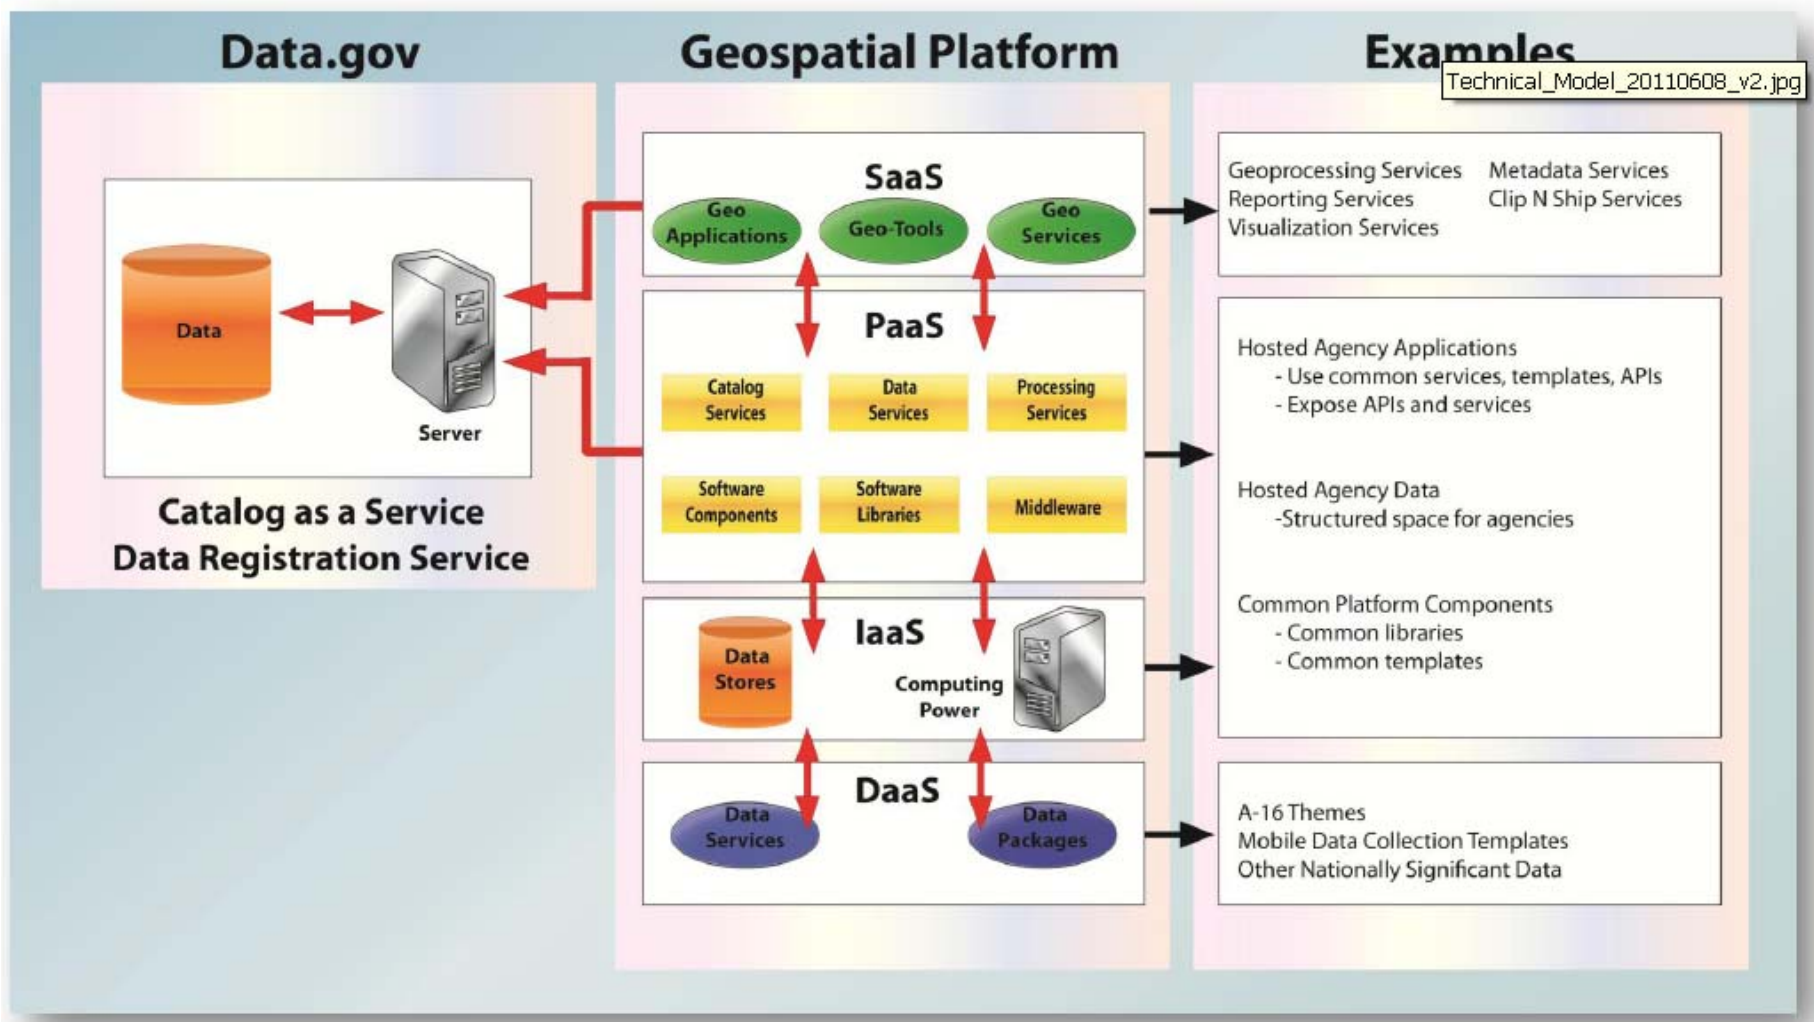 Data.gov
Geospatial Platform
Examples
Technical_Model_20110608_v2.jpg
Data
Server
Catalog as a Service
Data Registration Service
SaaS
Geo
Applications
Geo-Tools
Geo
Services
PaaS
Catalog
Services
Data
Services
Processing
Services
Software
Components
Software
Libraries
Middleware
IaaS
Data
Stores
Computing
Power
DaaS
Data
Services
Data
Packages
Geoprocessing Services
Reporting Services
Visualization Services
Metadata Services
Clip N Ship Services
Hosted Agency Applications
- Use common services, templates, APIs
- Expose APIs and services
Hosted Agency Data
-Structured space for agencies
Common Platform Components
- Common libraries
- Common templates
A-16 Themes
Mobile Data Collection Templates
Other Nationally Significant Data